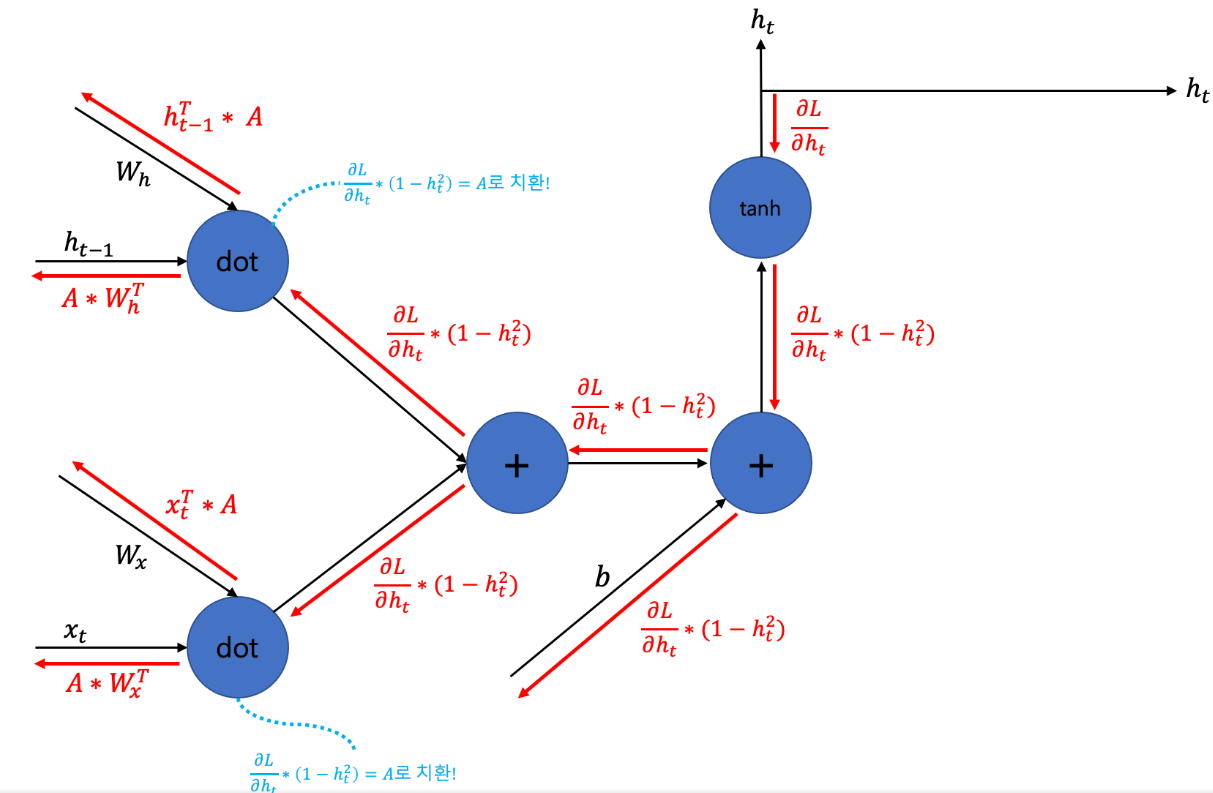 h_t
h_t
∂L/∂h_t
tanh
h_{t-1}^T * A
W_h
∂L/∂h_t * (1 − h_t^2) = A로 치환!
h_{t-1}
dot
A * W_h^T
∂L/∂h_t * (1 − h_t^2)
∂L/∂h_t * (1 − h_t^2)
∂L/∂h_t * (1 − h_t^2)
+
+
x_t^T * A
W_x
∂L/∂h_t * (1 − h_t^2)
b
x_t
dot
∂L/∂h_t * (1 − h_t^2)
A * W_x^T
∂L/∂h_t * (1 − h_t^2) = A로 치환!